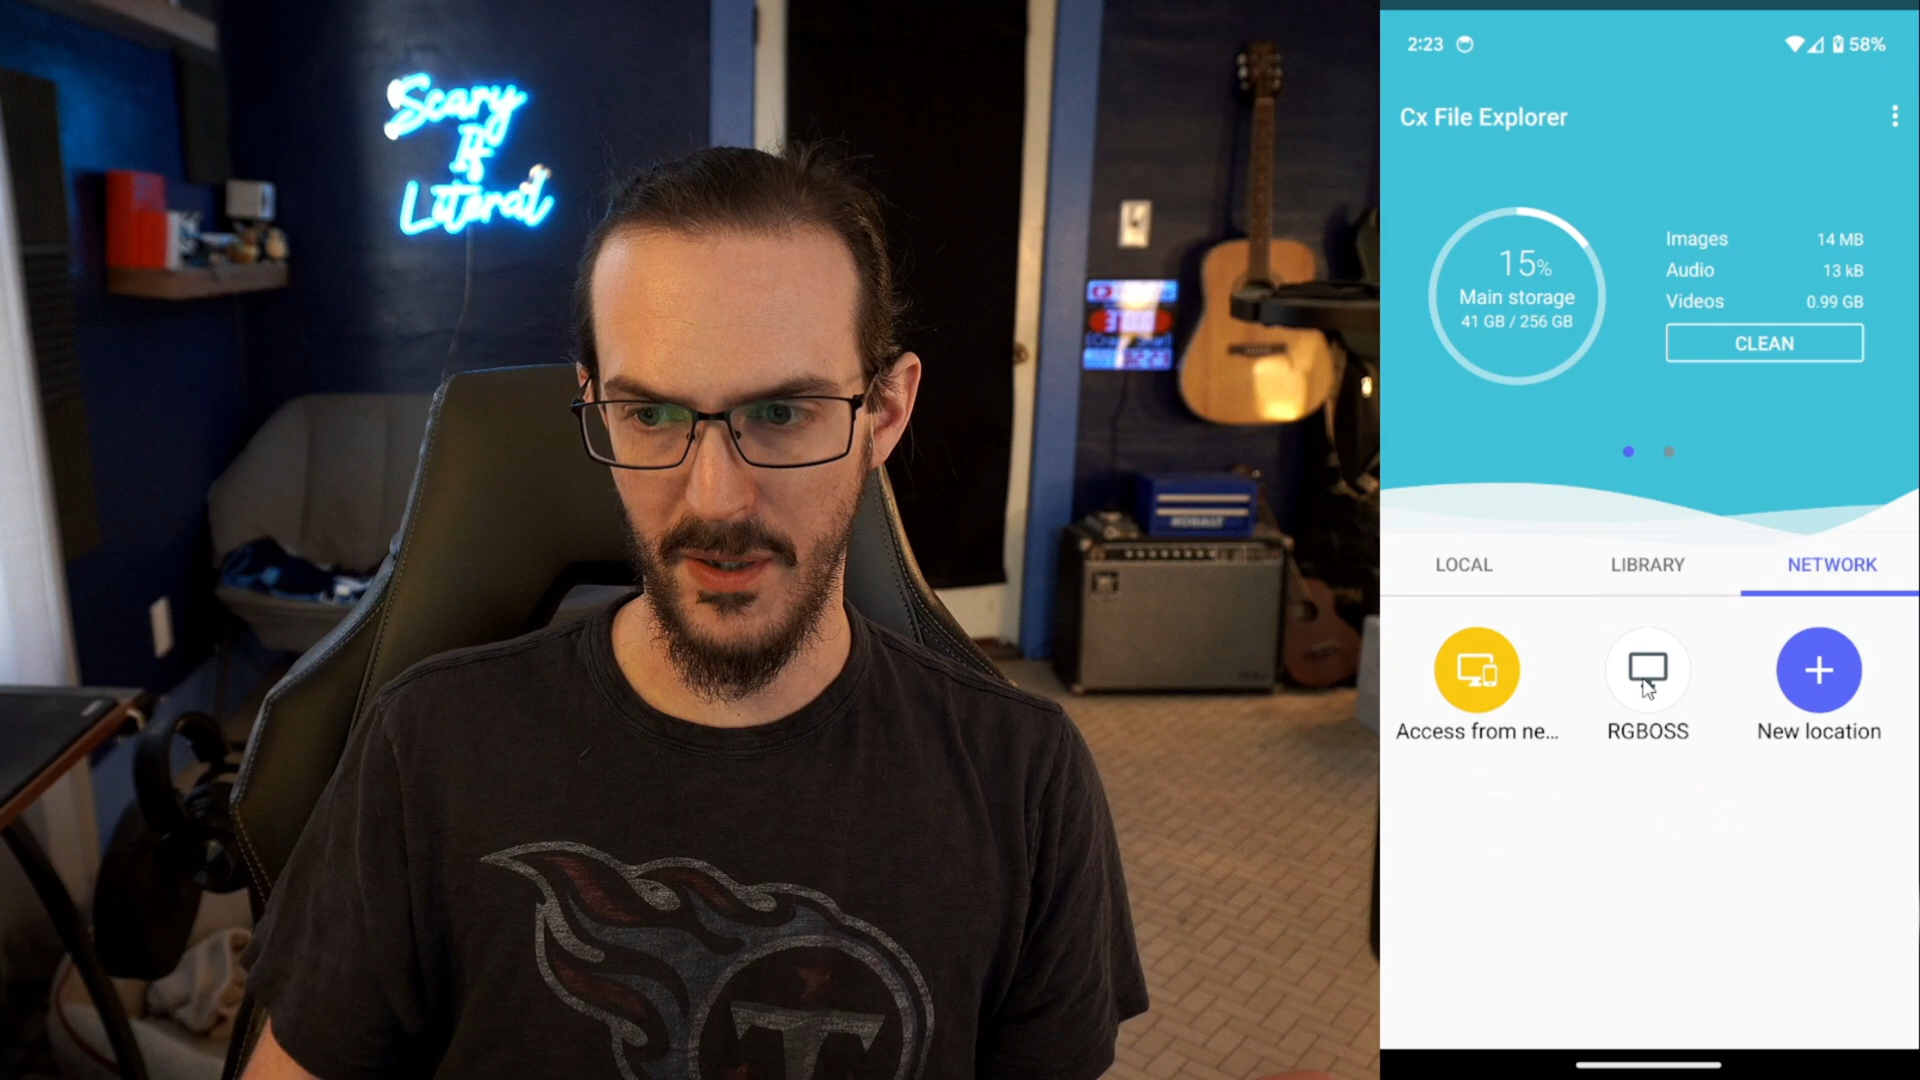 Scary
If
Literal
KOBALT
2:23
58%
Cx File Explorer
15%
Main storage
41 GB / 256 GB
Images 14 MB
Audio 13 kB
Videos 0.99 GB
CLEAN
LOCAL LIBRARY NETWORK
Access from ne...
RGBOSS
New location